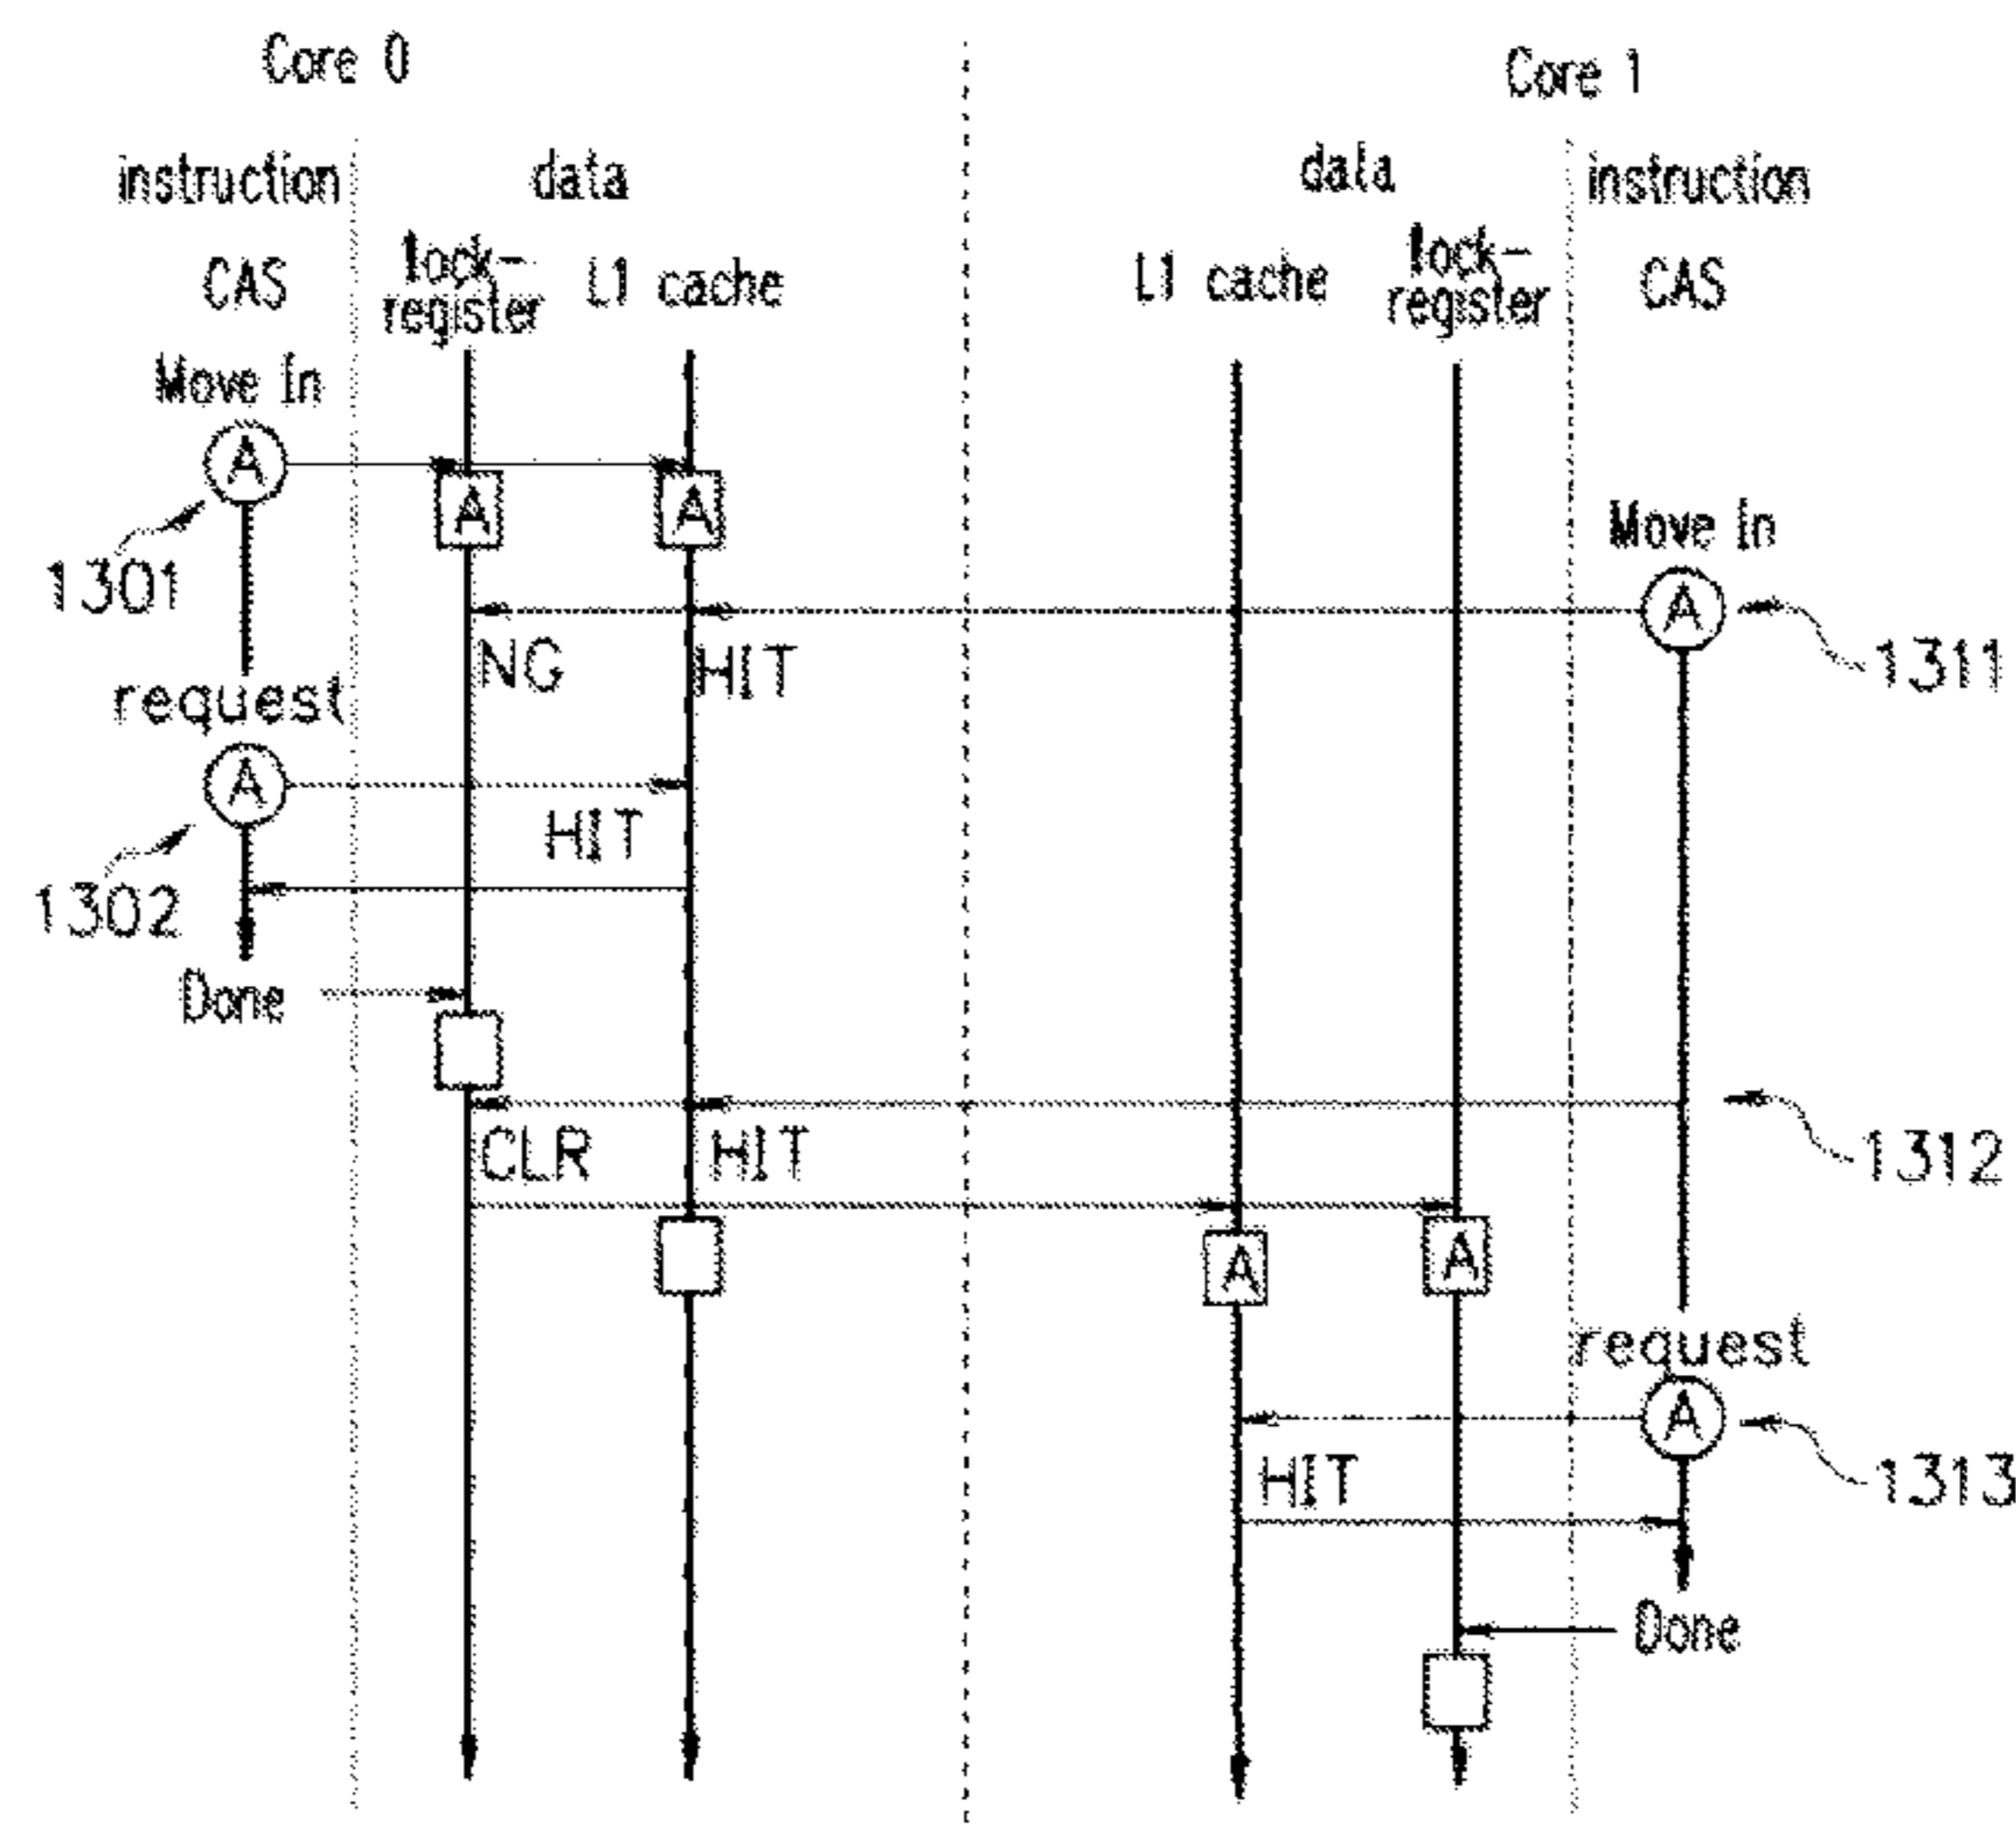 Core 0
Core 1
instruction
data
data
instruction
CAS
lock-
register
L1 cache
L1 cache
lock-
register
CAS
Move In
A
A
A
1301
Move In
A
1311
NG
HIT
request
A
HIT
1302
Done
CLR
HIT
1312
A
A
request
A
HIT
1313
Done